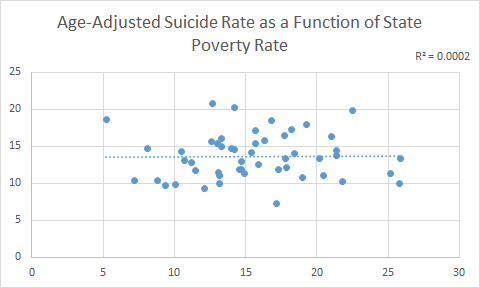 Age-Adjusted Suicide Rate as a Function of State
Poverty Rate
R² = 0.0002
25
20
15
10
5
0
0 5 10 15 20 25 30